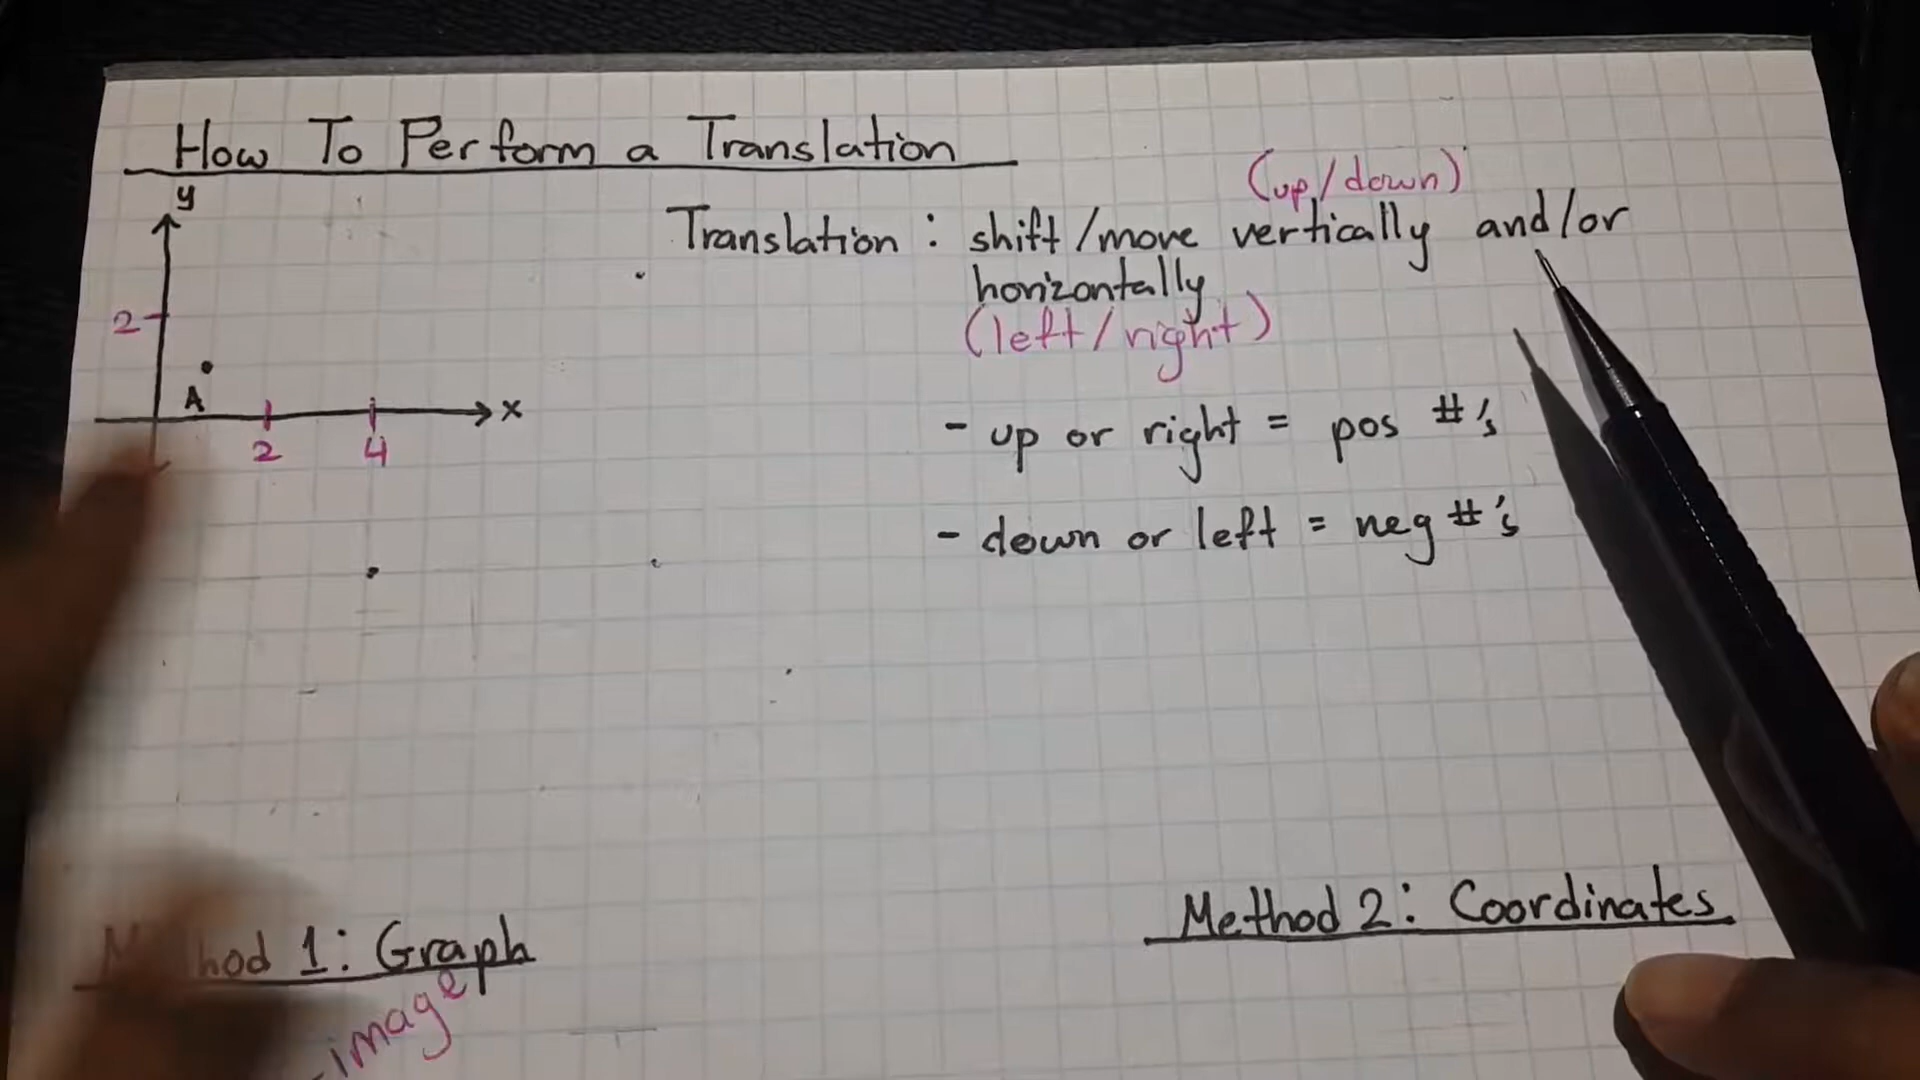 How To Perform a Translation
y
(up/down)
Translation: shift/move vertically and/or
horizontally
(left/right)
2
A
x
2 4
- up or right = pos #'s
- down or left = neg #'s
Method 2: Coordinates
1: Graph
-image